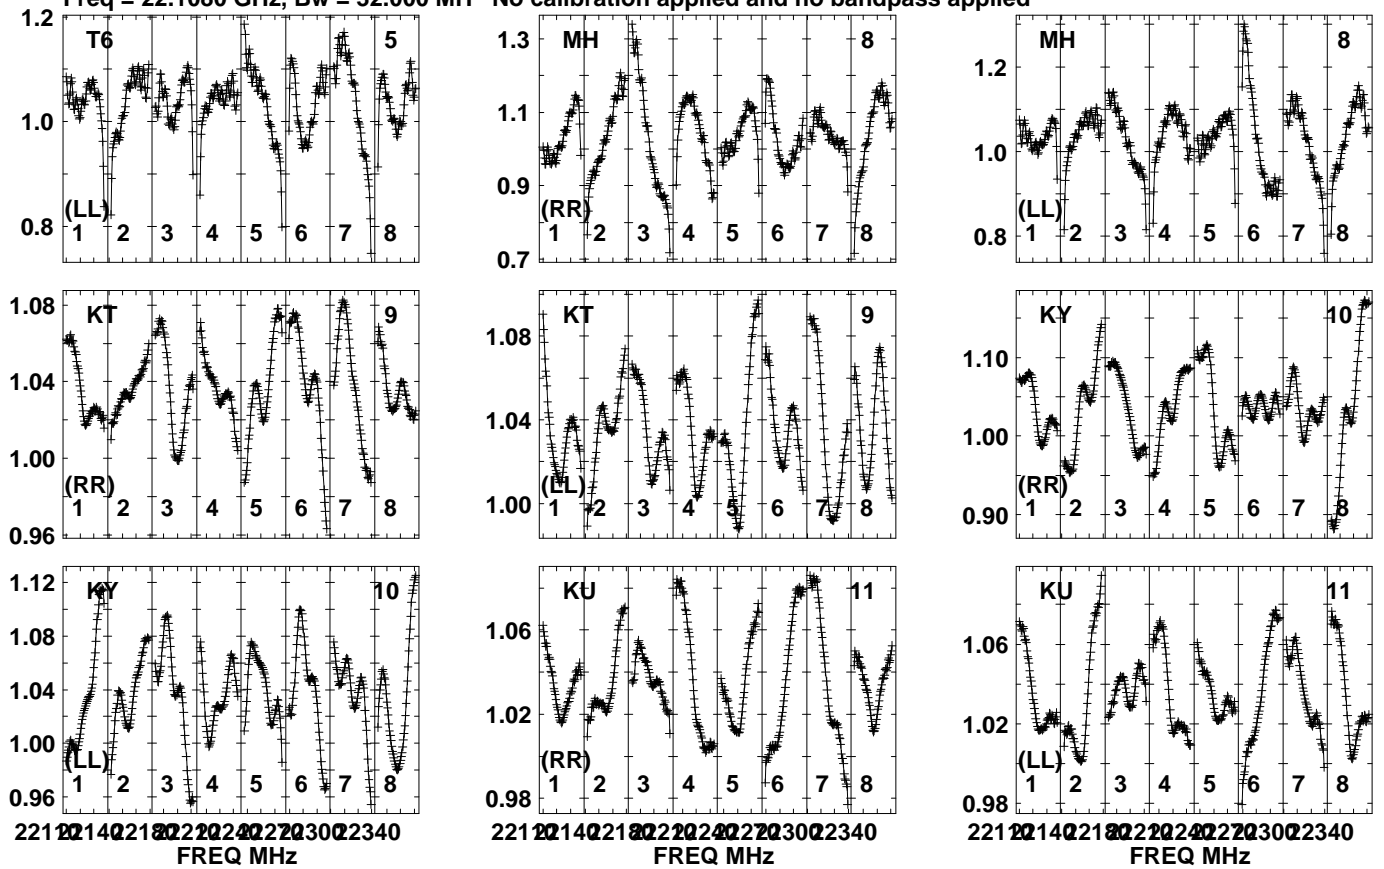 Freq = 22.1080 GHz, Bw = 32.000 MH No calibration applied and no bandpass applied
1.2
1.0
0.8
T6 5
(LL)
1 2 3 4 5 6 7 8
1.3
1.1
0.9
0.7
MH 8
(RR)
1 2 3 4 5 6 7 8
1.2
1.0
0.8
MH 8
(LL)
1 2 3 4 5 6 7 8
1.08
1.04
1.00
0.96
KT 9
(RR)
1 2 3 4 5 6 7 8
1.08
1.04
1.00
KT 9
(LL)
1 2 3 4 5 6 7 8
1.10
1.00
0.90
KY 10
(RR)
1 2 3 4 5 6 7 8
1.12
1.08
1.04
1.00
0.96
KY 10
(LL)
1 2 3 4 5 6 7 8
1.06
1.02
0.98
KU 11
(RR)
1 2 3 4 5 6 7 8
1.06
1.02
0.98
KU 11
(LL)
1 2 3 4 5 6 7 8
22340
FREQ MHz
22340
FREQ MHz
22340
FREQ MHz